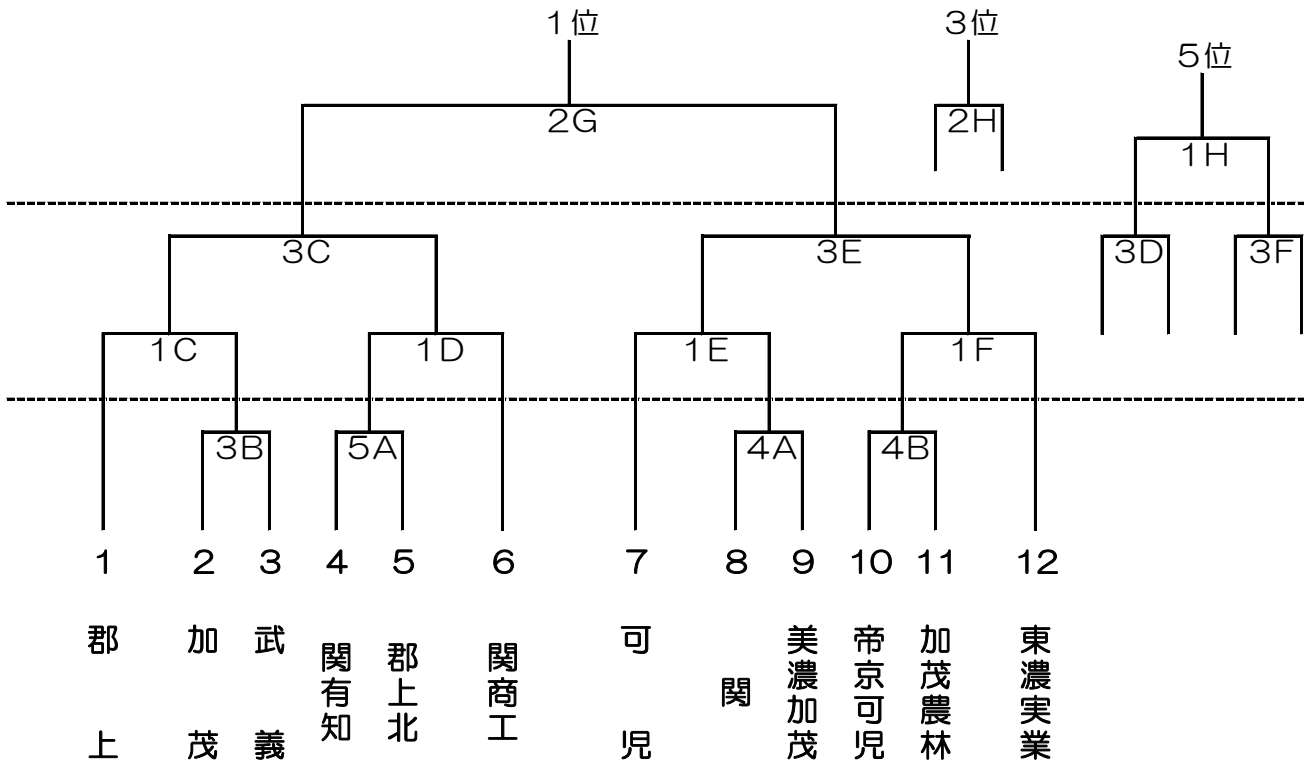 1位
3位
5位
2G
2H
1H
3C
3E
3D
3F
1C
1D
1E
1F
3B
5A
4A
4B
1
2
3
4
5
6
7
8
9
10
11
12
郡上
加茂
武義
関有知
郡上北
関商工
可児
関
美濃加茂
帝京可児
加茂農林
東濃実業